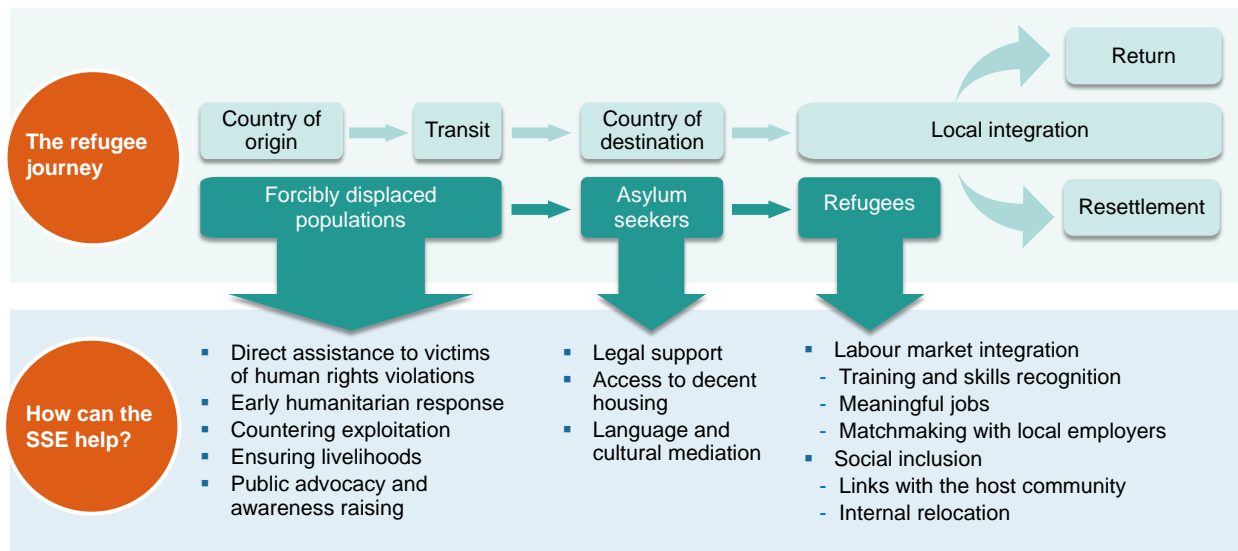 The refugee
journey
Country of
origin
Transit
Country of
destination
Local integration
Return
Resettlement
Forcibly displaced
populations
Asylum
seekers
Refugees
How can the
SSE help?
▪ Direct assistance to victims
of human rights violations
▪ Early humanitarian response
▪ Countering exploitation
▪ Ensuring livelihoods
▪ Public advocacy and
awareness raising
▪ Legal support
▪ Access to decent
housing
▪ Language and
cultural mediation
▪ Labour market integration
- Training and skills recognition
- Meaningful jobs
- Matchmaking with local employers
▪ Social inclusion
- Links with the host community
- Internal relocation